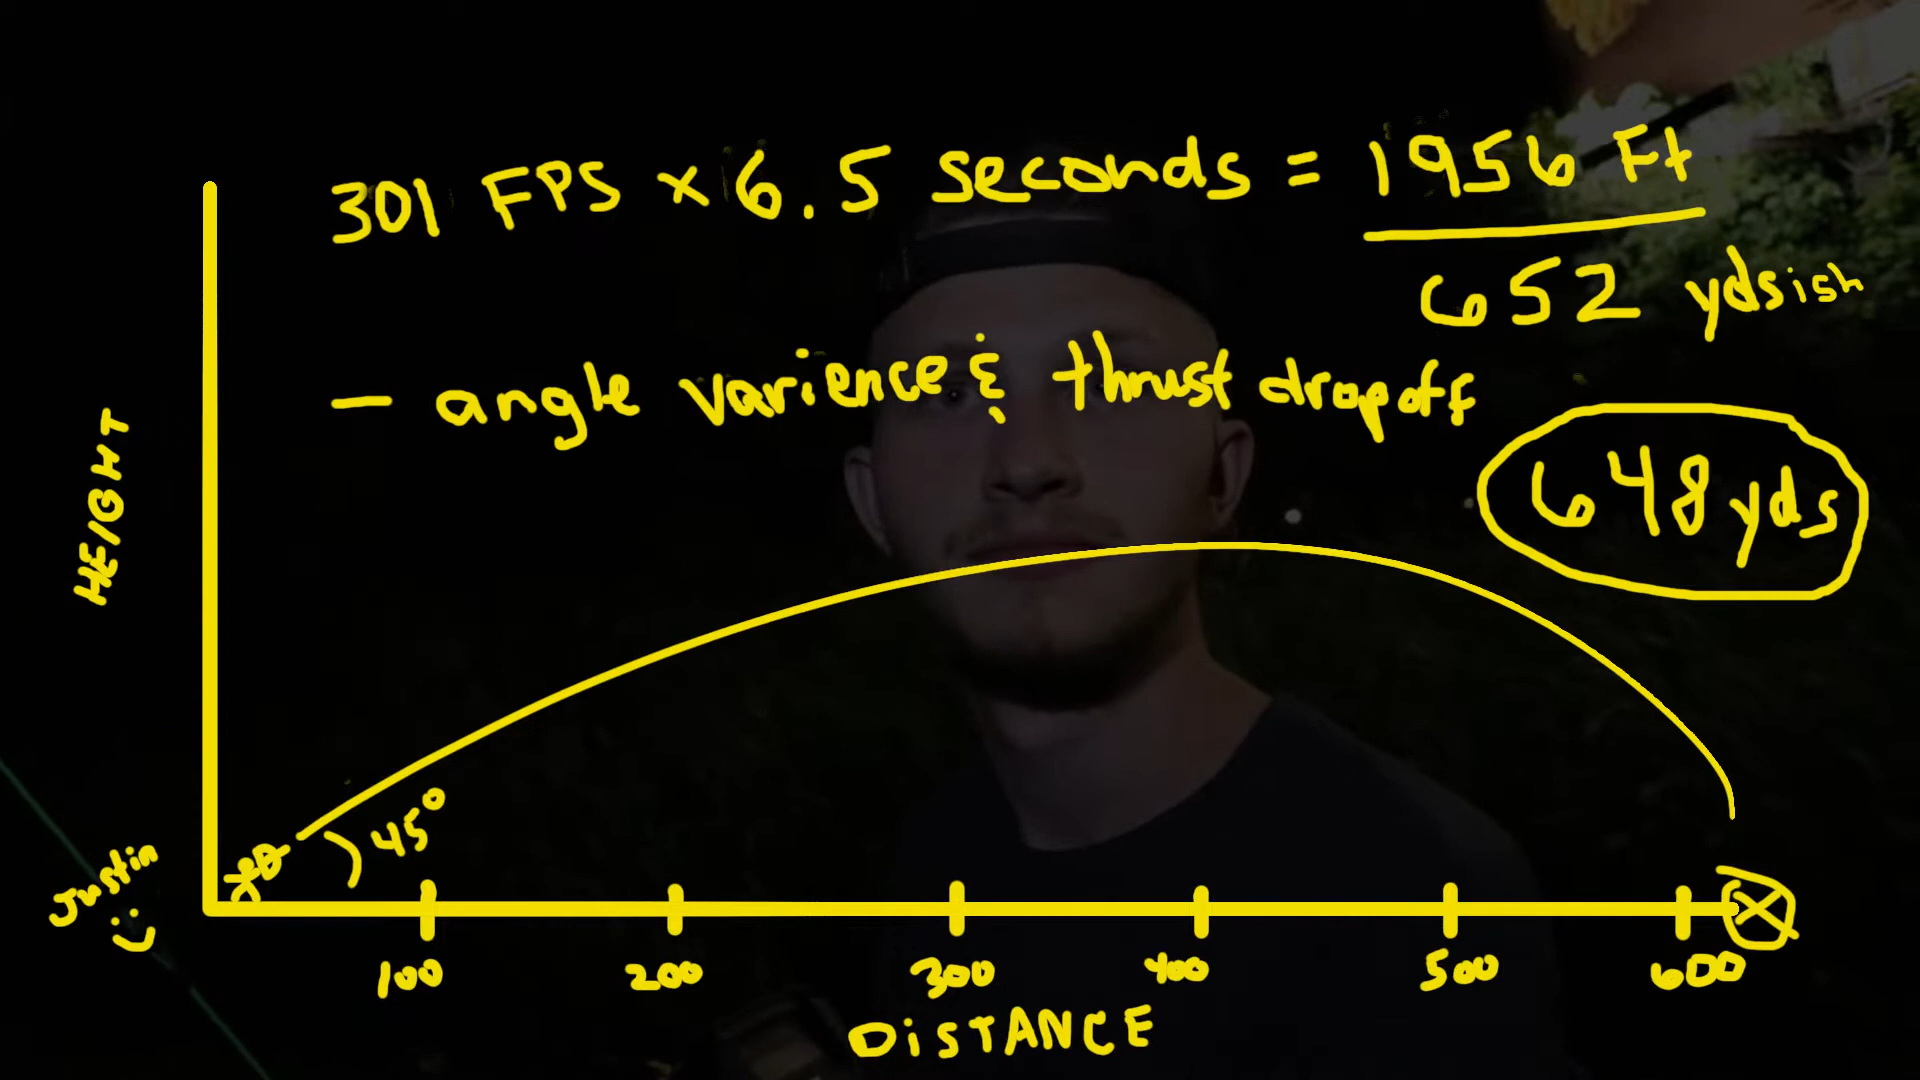 301 FPS x 6.5 seconds = 1956 Ft
652 ydsish
- angle varience & thrust dropoff
648 yds
HEIGHT
45°
Justin
:)
100 200 300 400 500 600
DiSTANCE